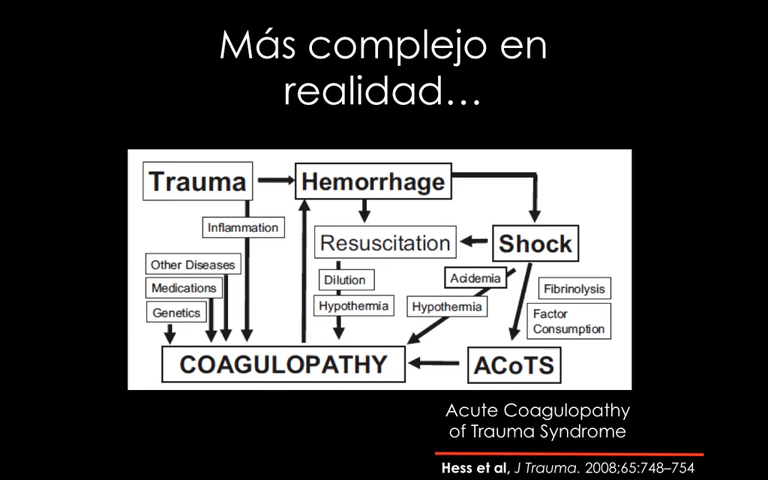 Más complejo en
realidad…
Trauma
Hemorrhage
Inflammation
Resuscitation
Shock
Other Diseases
Medications
Genetics
Dilution
Hypothermia
Acidemia
Hypothermia
Fibrinolysis
Factor
Consumption
COAGULOPATHY
ACoTS
Acute Coagulopathy
of Trauma Syndrome
Hess et al, J Trauma. 2008;65:748–754